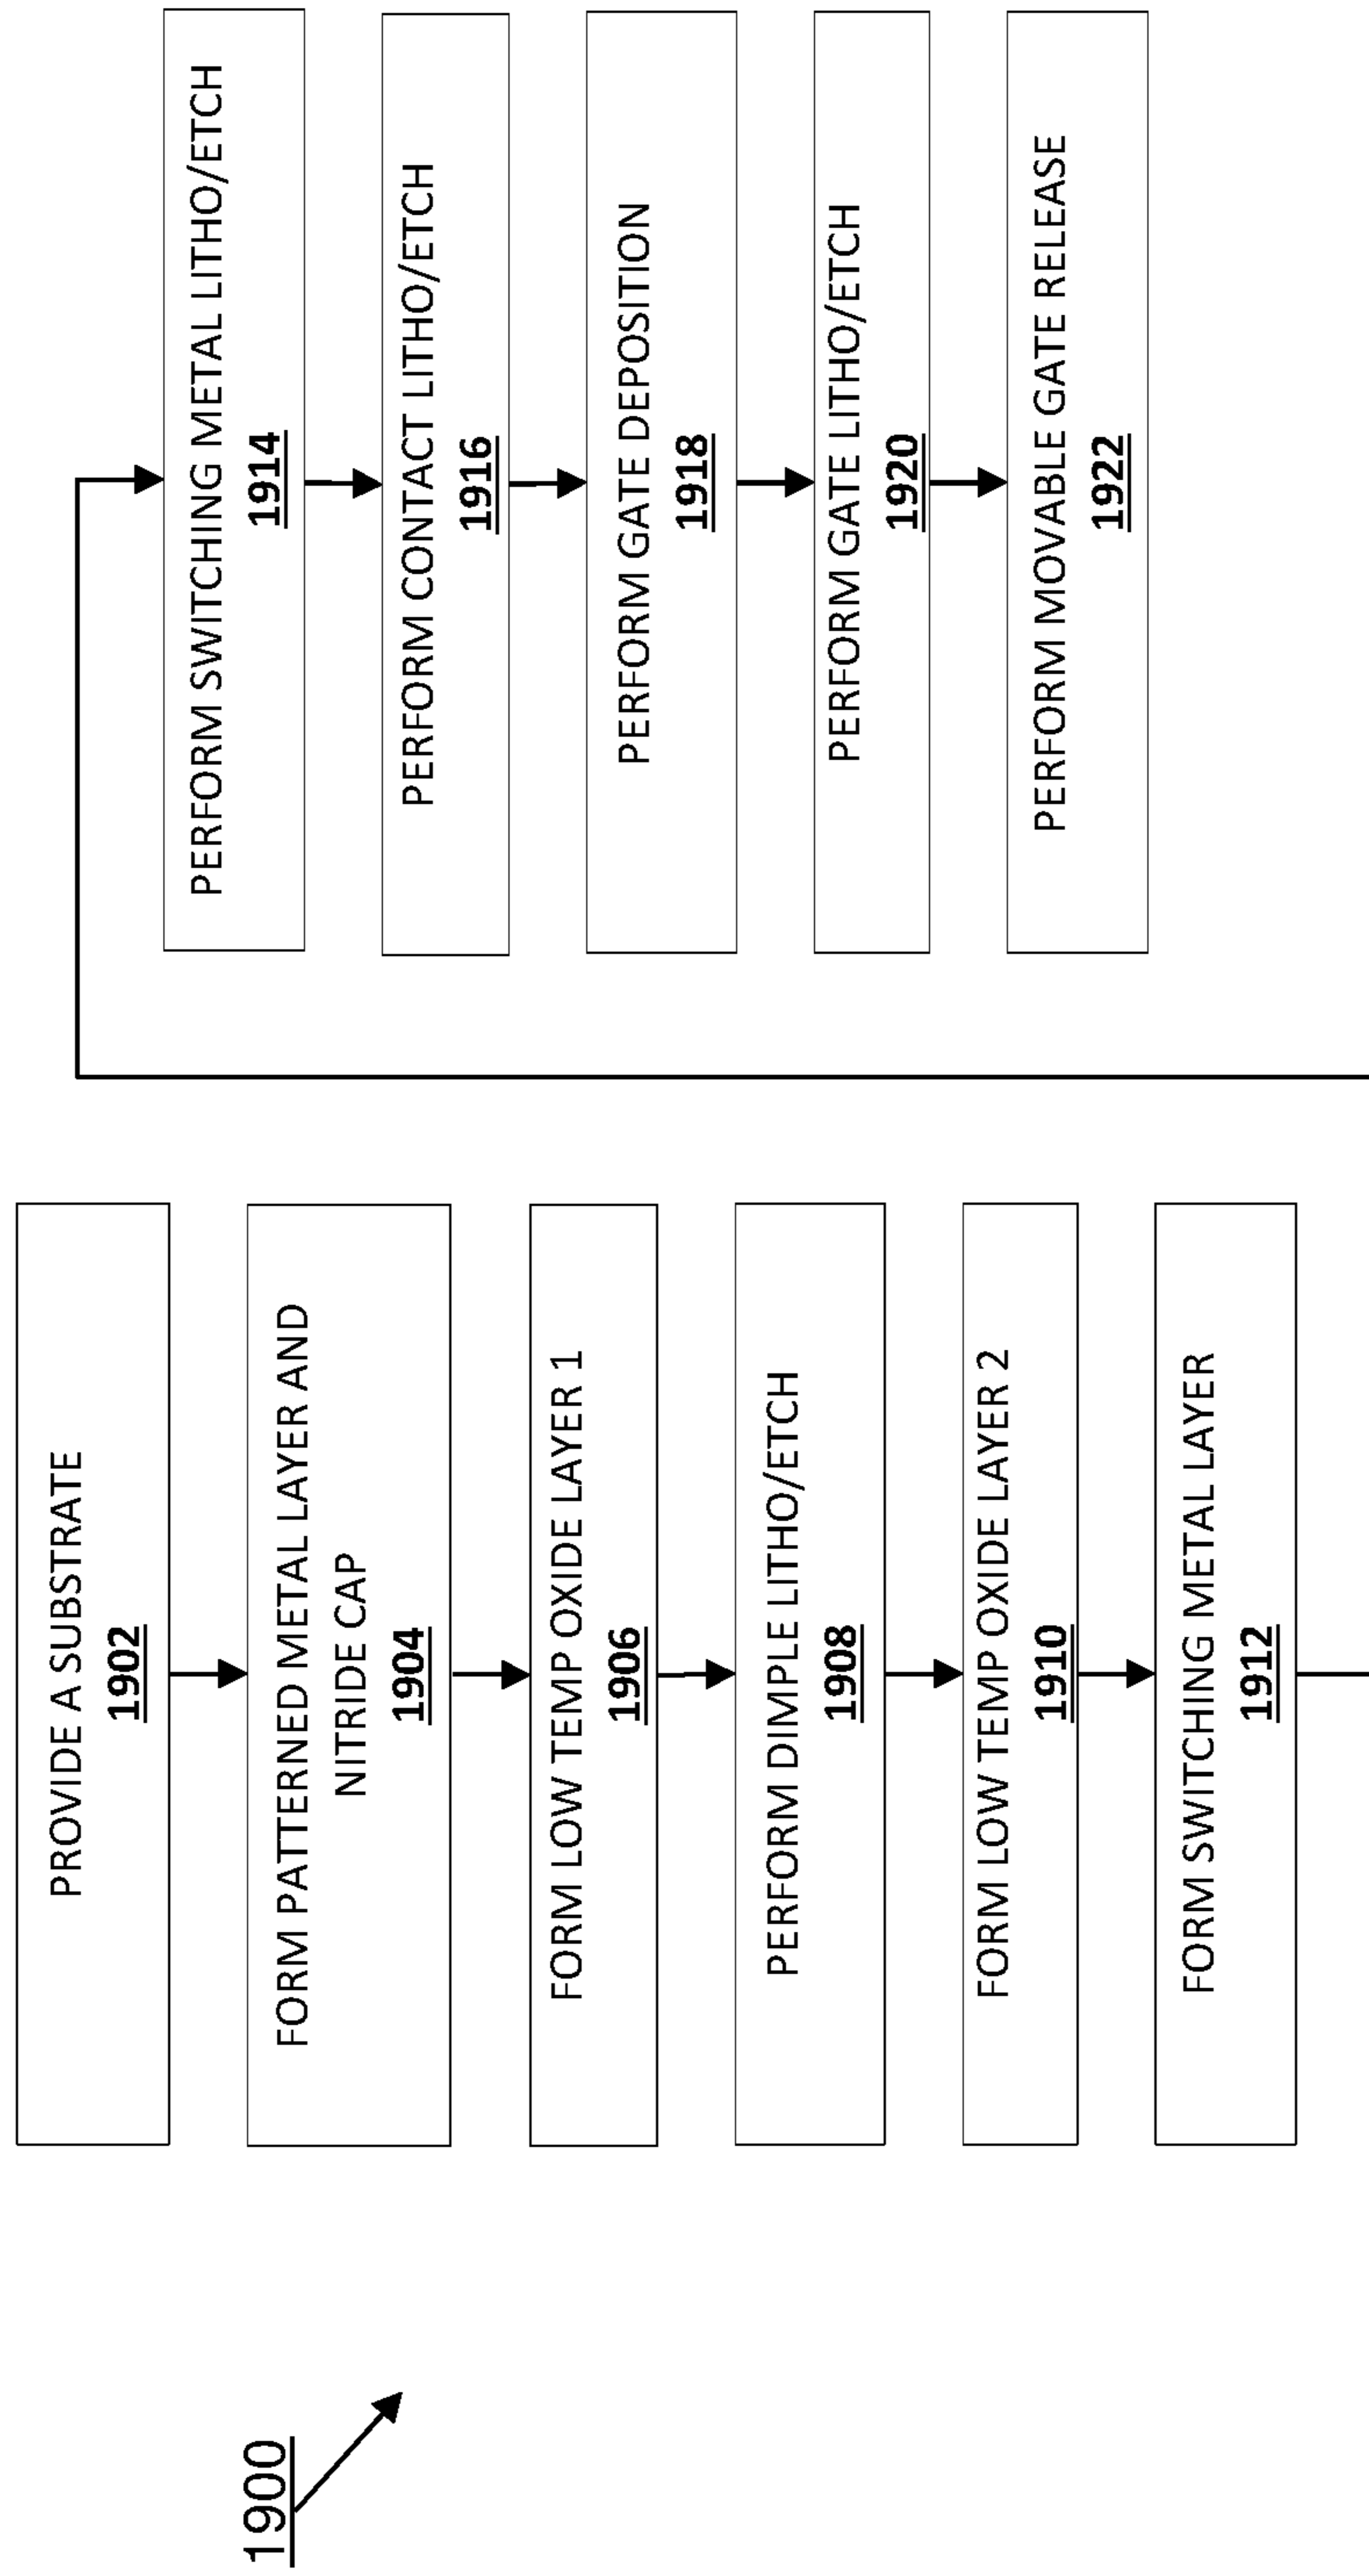 1900
PROVIDE A SUBSTRATE
1902
FORM PATTERNED METAL LAYER AND
NITRIDE CAP
1904
FORM LOW TEMP OXIDE LAYER 1
1906
PERFORM DIMPLE LITHO/ETCH
1908
FORM LOW TEMP OXIDE LAYER 2
1910
FORM SWITCHING METAL LAYER
1912
PERFORM SWITCHING METAL LITHO/ETCH
1914
PERFORM CONTACT LITHO/ETCH
1916
PERFORM GATE DEPOSITION
1918
PERFORM GATE LITHO/ETCH
1920
PERFORM MOVABLE GATE RELEASE
1922